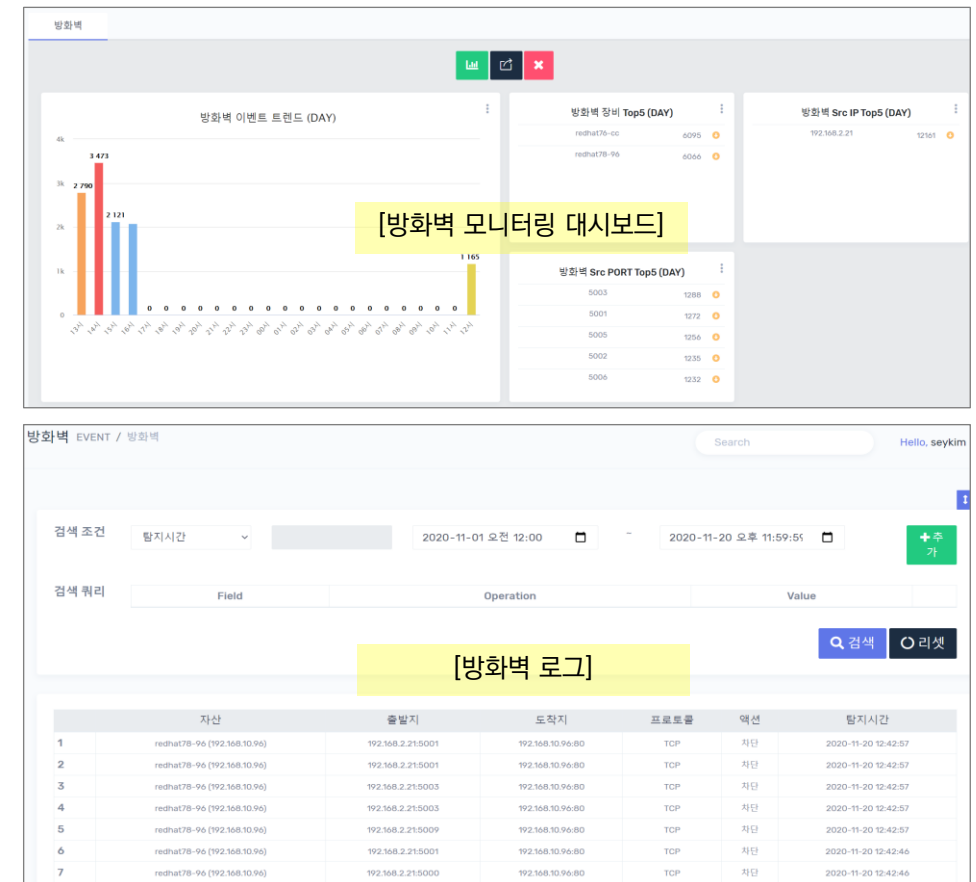 방화벽
방화벽 이벤트 트렌드 (DAY)
4k
3k
2k
1k
0
2 790
3 473
2 121
0 0 0 0 0 0 0 0 0 0 0 0 0 0 0 0 0 0 0
1 165
13시 14시 15시 16시 17시 18시 19시 20시 21시 22시 23시 00시 01시 02시 03시 04시 05시 06시 07시 08시 09시 10시 11시 12시
방화벽 장비 Top5 (DAY)
redhat76-cc 6095
redhat78-96 6066
방화벽 Src IP Top5 (DAY)
192.168.2.21 12161
[방화벽 모니터링 대시보드]
방화벽 Src PORT Top5 (DAY)
5003 1288
5001 1272
5005 1256
5002 1235
5006 1232
방화벽 EVENT / 방화벽
Search
Hello, seykim
검색 조건 탐지시간 2020-11-01 오전 12:00 ~ 2020-11-20 오후 11:59:59
+추
가
검색 쿼리 Field Operation Value
검색 리셋
[방화벽 로그]
자산 출발지 도착지 프로토콜 액션 탐지시간
1 redhat78-96 (192.168.10.96) 192.168.2.21:5001 192.168.10.96:80 TCP 차단 2020-11-20 12:42:57
2 redhat78-96 (192.168.10.96) 192.168.2.21:5001 192.168.10.96:80 TCP 차단 2020-11-20 12:42:57
3 redhat78-96 (192.168.10.96) 192.168.2.21:5003 192.168.10.96:80 TCP 차단 2020-11-20 12:42:57
4 redhat78-96 (192.168.10.96) 192.168.2.21:5003 192.168.10.96:80 TCP 차단 2020-11-20 12:42:57
5 redhat78-96 (192.168.10.96) 192.168.2.21:5009 192.168.10.96:80 TCP 차단 2020-11-20 12:42:57
6 redhat78-96 (192.168.10.96) 192.168.2.21:5001 192.168.10.96:80 TCP 차단 2020-11-20 12:42:46
7 redhat78-96 (192.168.10.96) 192.168.2.21:5000 192.168.10.96:80 TCP 차단 2020-11-20 12:42:46